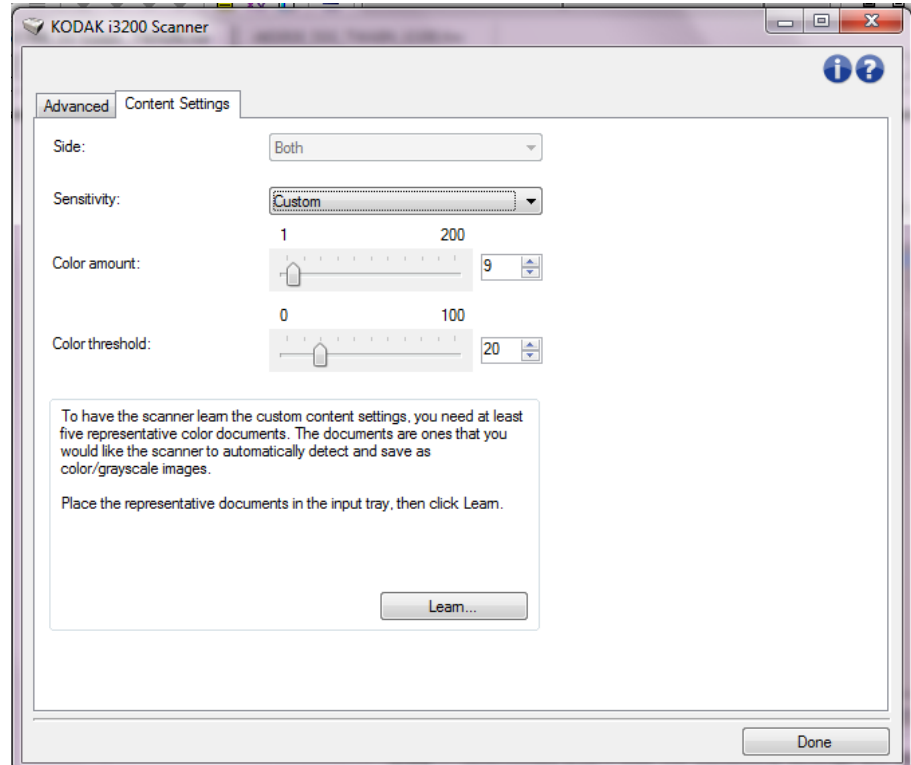 KODAK i3200 Scanner
Advanced
Content Settings
Side:
Both
Sensitivity:
Custom
1 200
Color amount:
9
0 100
Color threshold:
20
To have the scanner learn the custom content settings, you need at least
five representative color documents. The documents are ones that you
would like the scanner to automatically detect and save as
color/grayscale images.
Place the representative documents in the input tray, then click Learn.
Learn...
Done